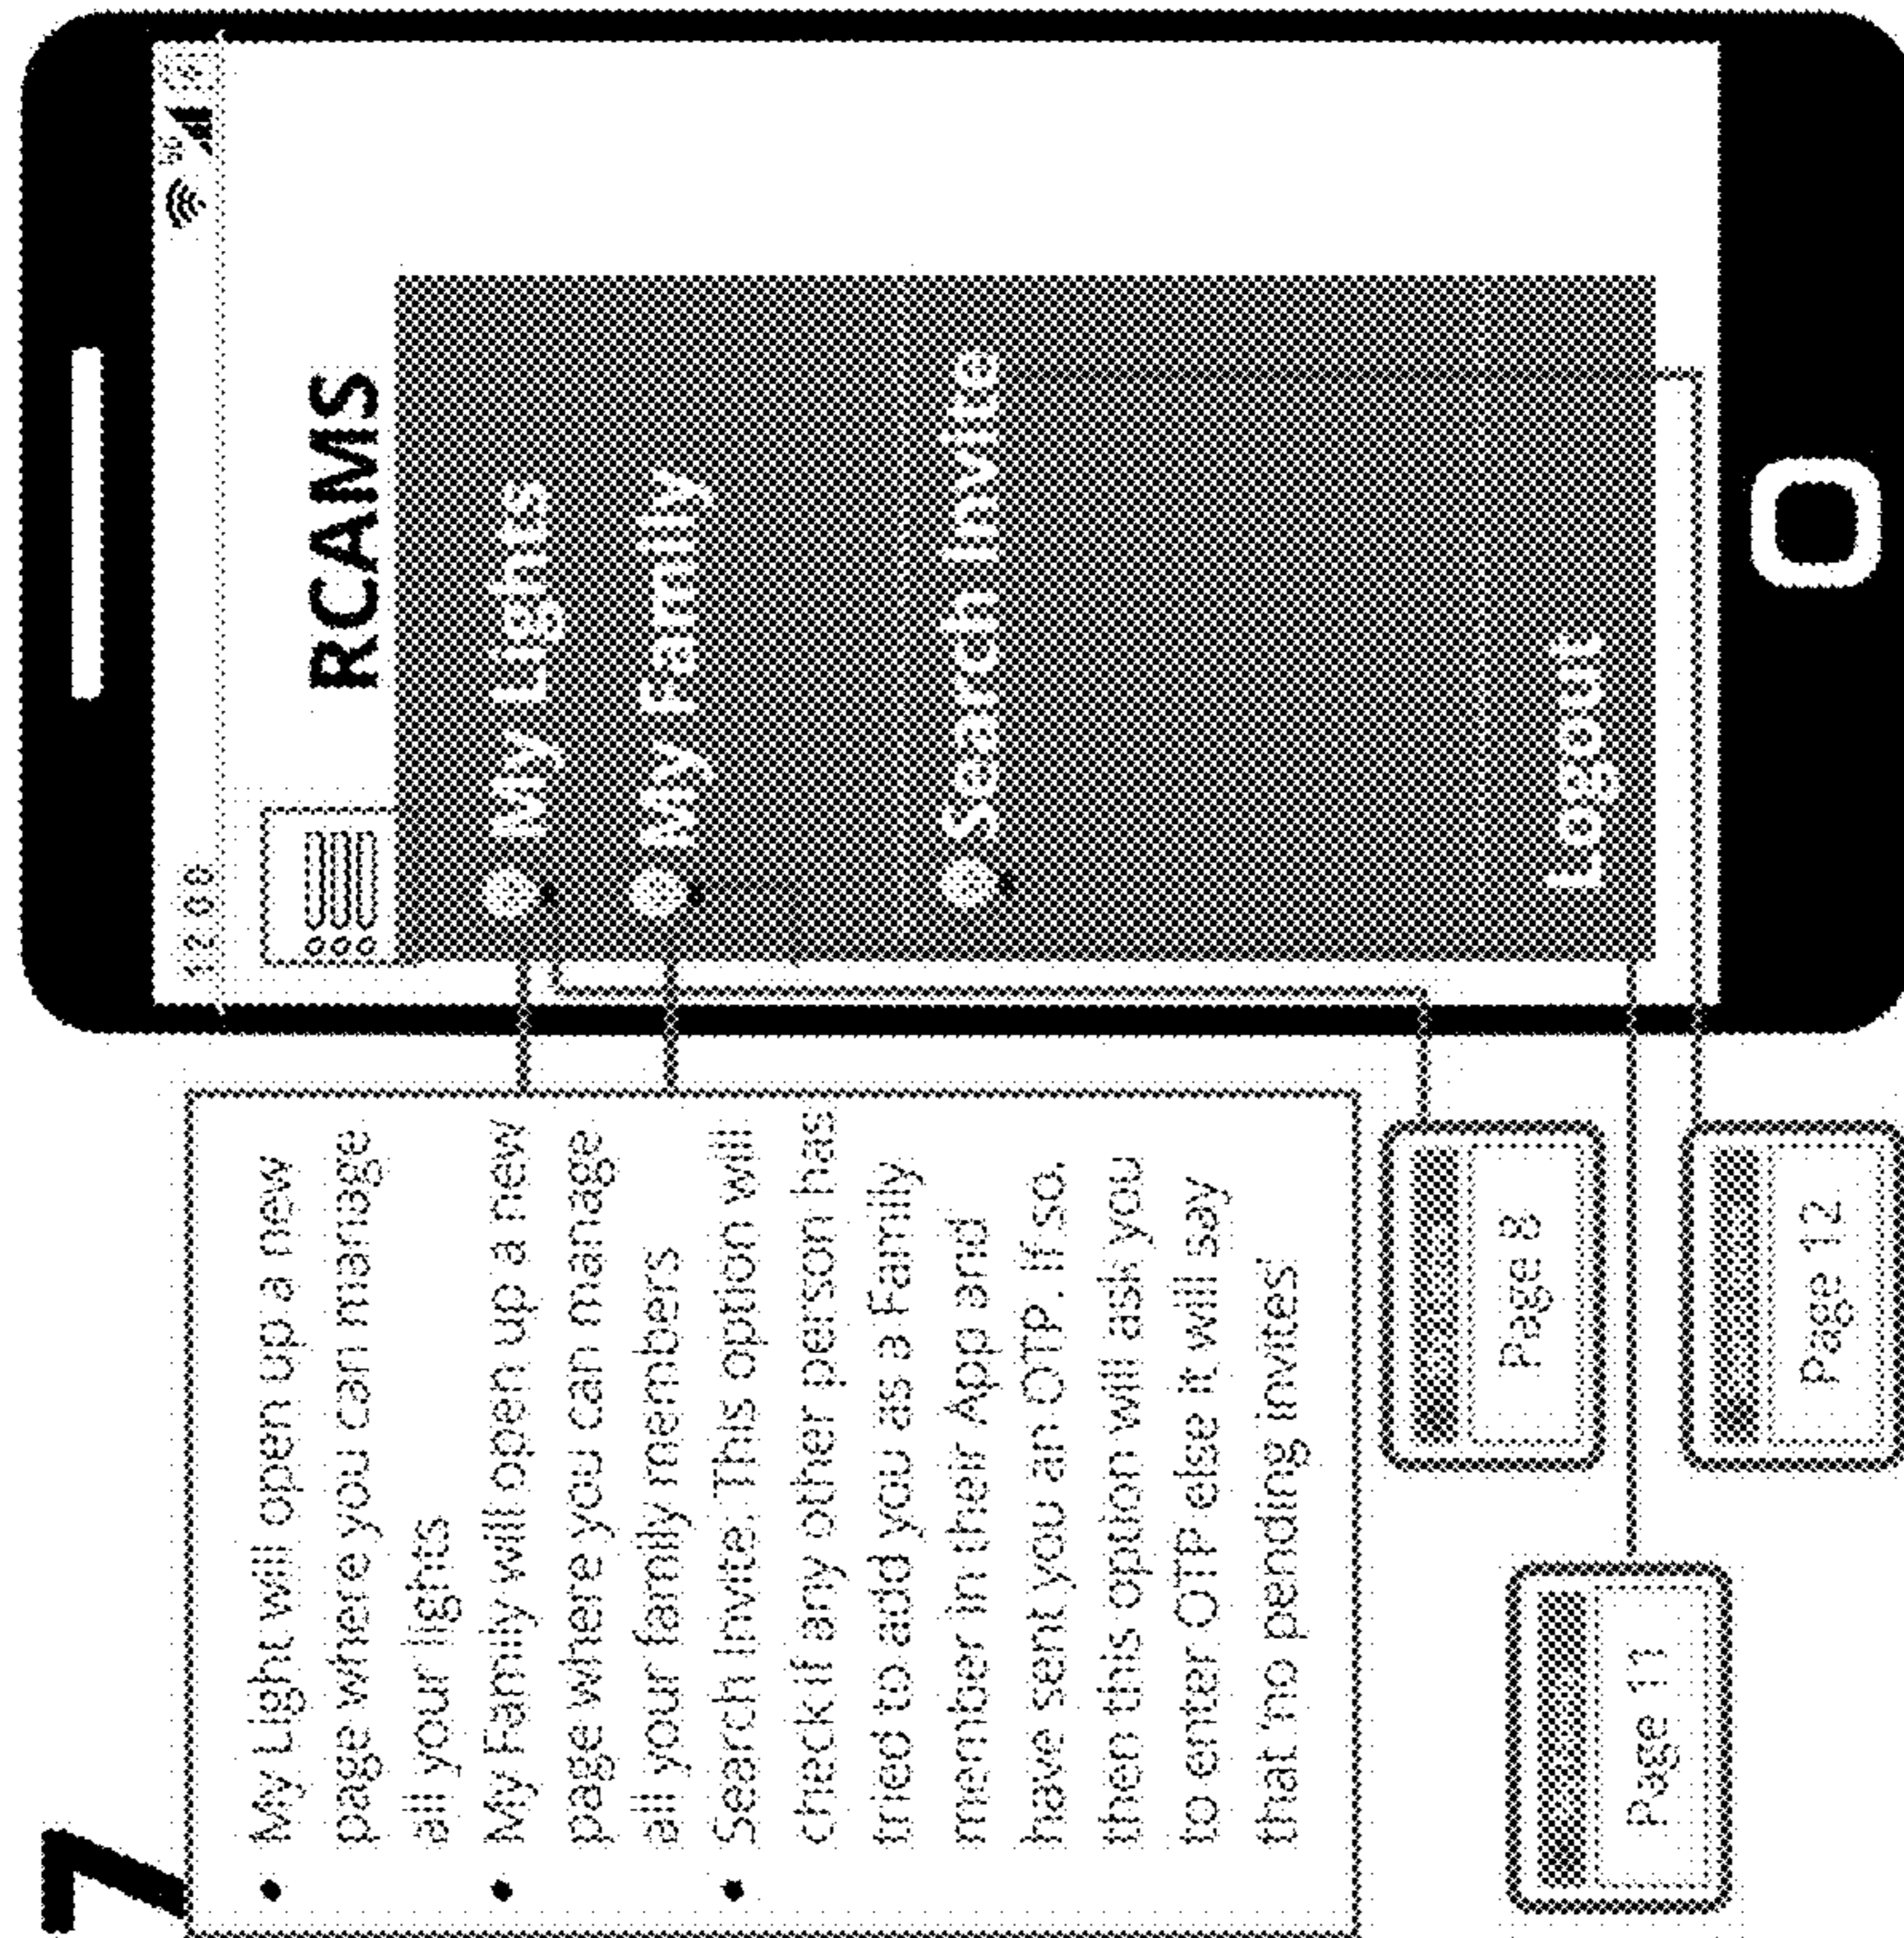 7
• My Light will open up a new
page where you can manage
all your lights
• My Family will open up a new
page where you can manage
all your family members
• Search Invite: This option will
check if any other person has
tried to add you as a Family
member in their App and
have sent you an OTP. If so,
then this option will ask you
to enter OTP else it will say
that 'no pending invites'
Page 8
Page 11
Page 12
12:00
RCAMS
My Lights
My Family
Search Invite
Logout